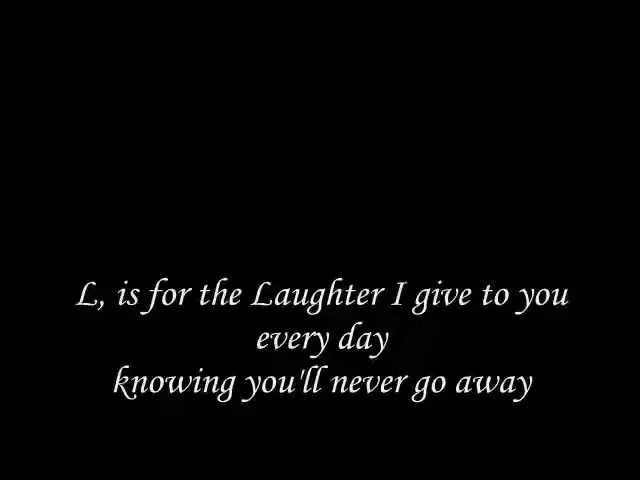 L, is for the Laughter I give to you
every day
knowing you'll never go away